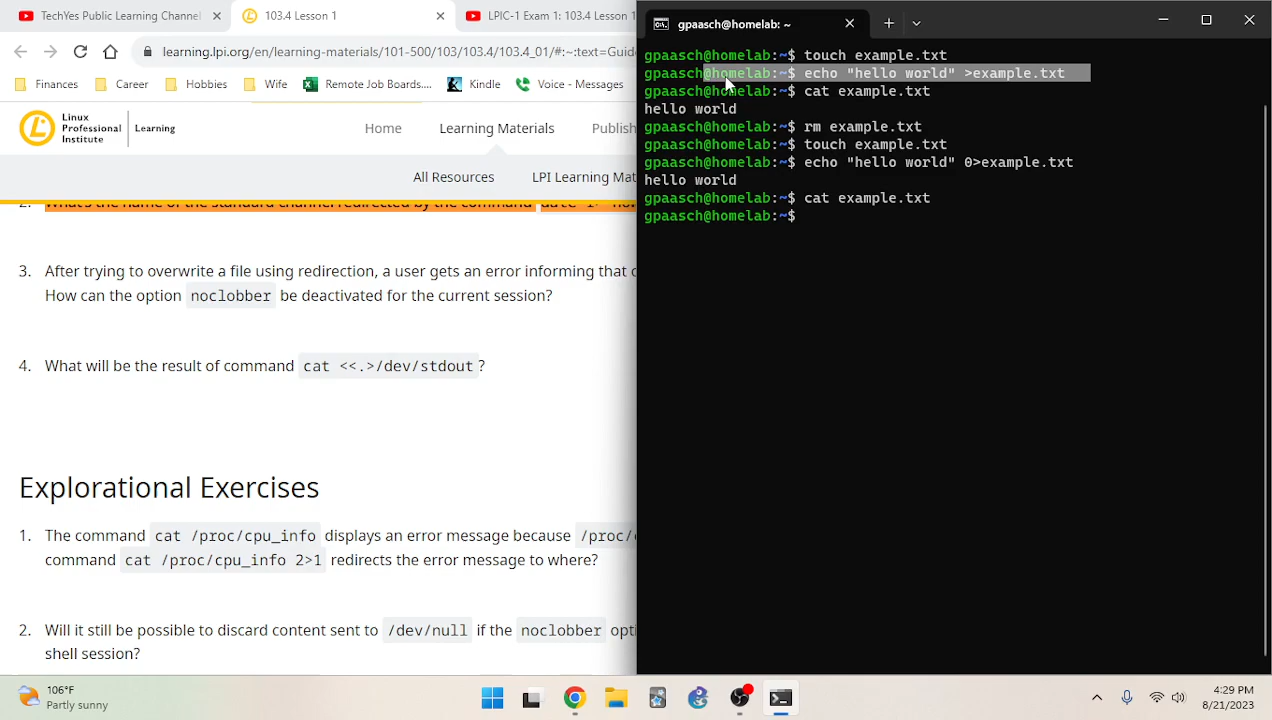 TechYes Public Learning Channel
103.4 Lesson 1
LPIC-1 Exam 1: 103.4 Lesson 1
learning.lpi.org/en/learning-materials/101-500/103/103.4/103.4_01/#:~:text=Guide
Finances
Career
Hobbies
Remote Job Boards....
Kindle
Voice - Messages
Linux
Professional
Institute
Learning
Home
Learning Materials
All Resources
3. After trying to overwrite a file using redirection, a user gets an error informing that
How can the option noclobber be deactivated for the current session?
4. What will be the result of command cat <<.>/dev/stdout?
Explorational Exercises
1. The command cat /proc/cpu_info displays an error message because /proc/
command cat /proc/cpu_info 2>1 redirects the error message to where?
2. Will it still be possible to discard content sent to /dev/null if the noclobber
shell session?
gpaasch@homelab: ~
gpaasch@homelab:~$ touch example.txt
gpaasch@homelab:~$ echo "hello world" >example.txt
gpaasch@homelab:~$ cat example.txt
hello world
gpaasch@homelab:~$ rm example.txt
gpaasch@homelab:~$ touch example.txt
gpaasch@homelab:~$ echo "hello world" 0>example.txt
hello world
gpaasch@homelab:~$ cat example.txt
gpaasch@homelab:~$
106°F
Partly sunny
4:29 PM
8/21/2023